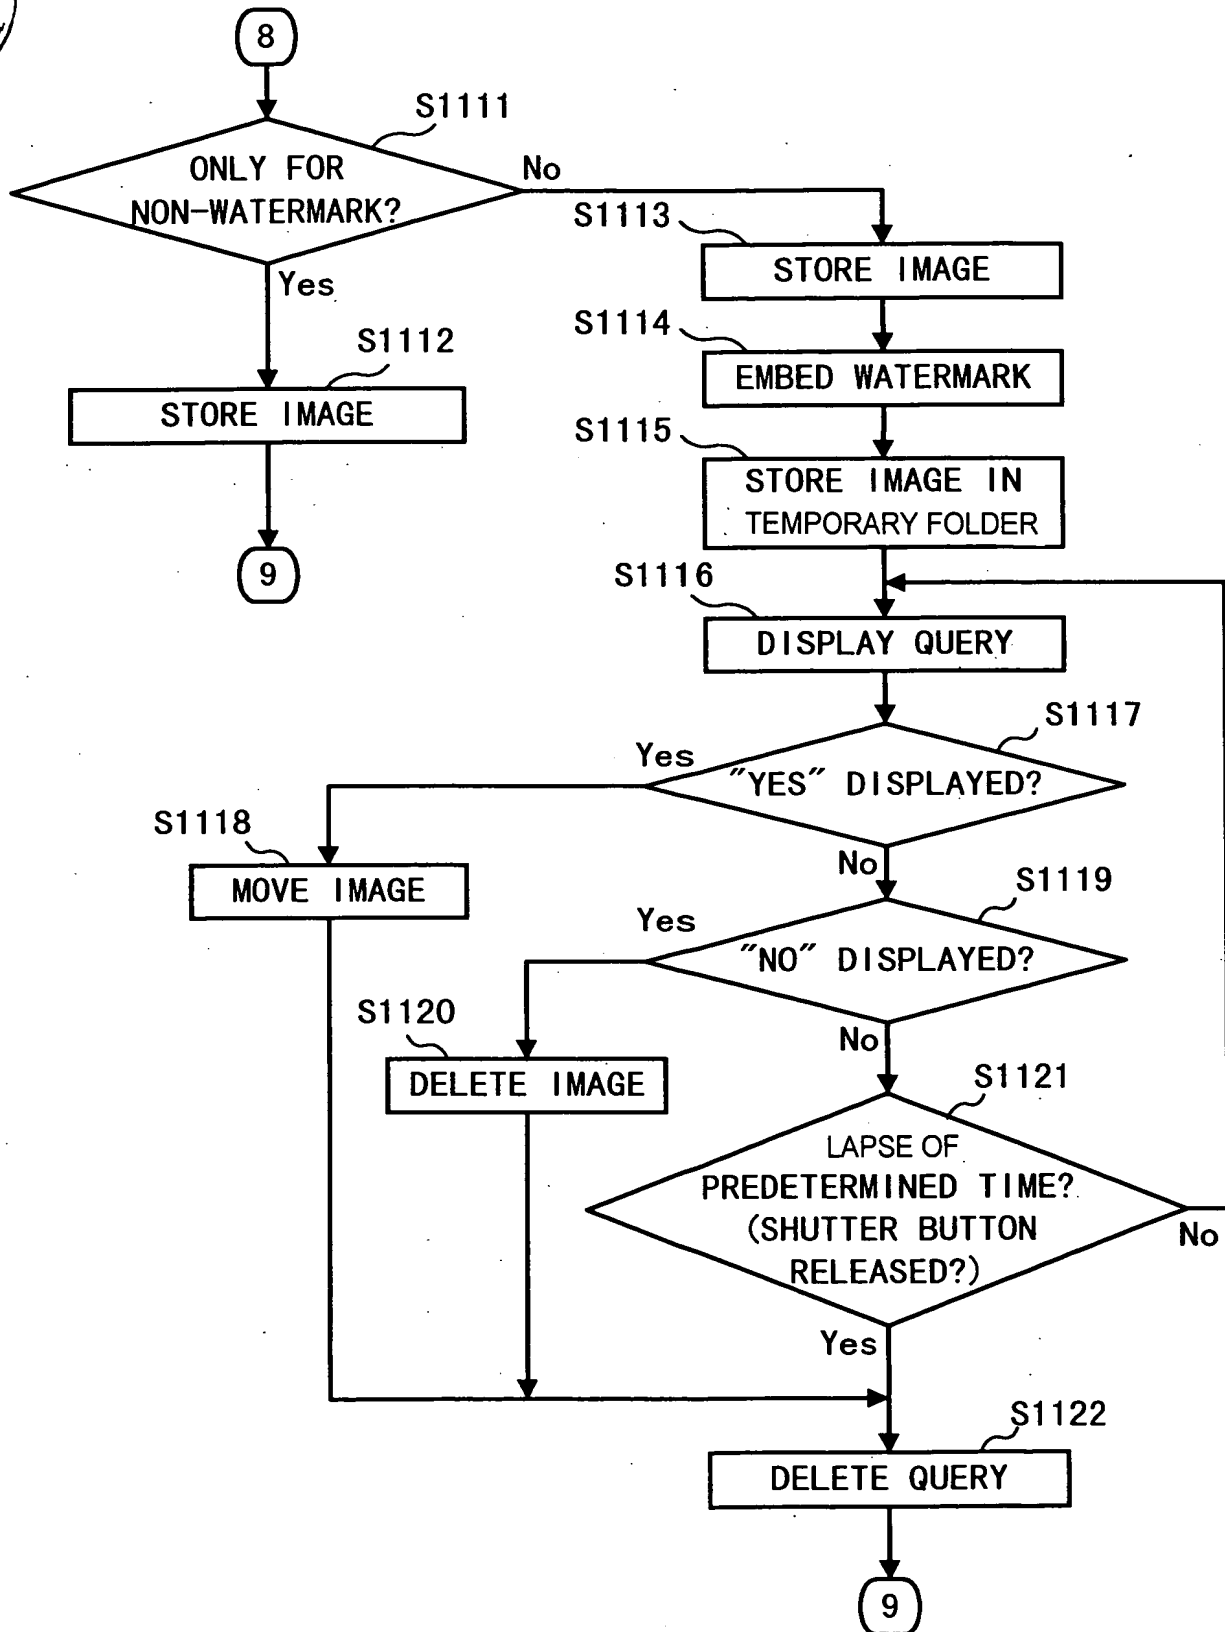 8
S1111
ONLY FOR
NON-WATERMARK?
No
Yes
S1112
STORE IMAGE
9
S1113
STORE IMAGE
S1114
EMBED WATERMARK
S1115
STORE IMAGE IN
TEMPORARY FOLDER
S1116
DISPLAY QUERY
S1117
"YES" DISPLAYED?
Yes
No
S1118
MOVE IMAGE
S1119
"NO" DISPLAYED?
Yes
No
S1120
DELETE IMAGE
S1121
LAPSE OF
PREDETERMINED TIME?
(SHUTTER BUTTON
RELEASED?)
No
Yes
S1122
DELETE QUERY
9